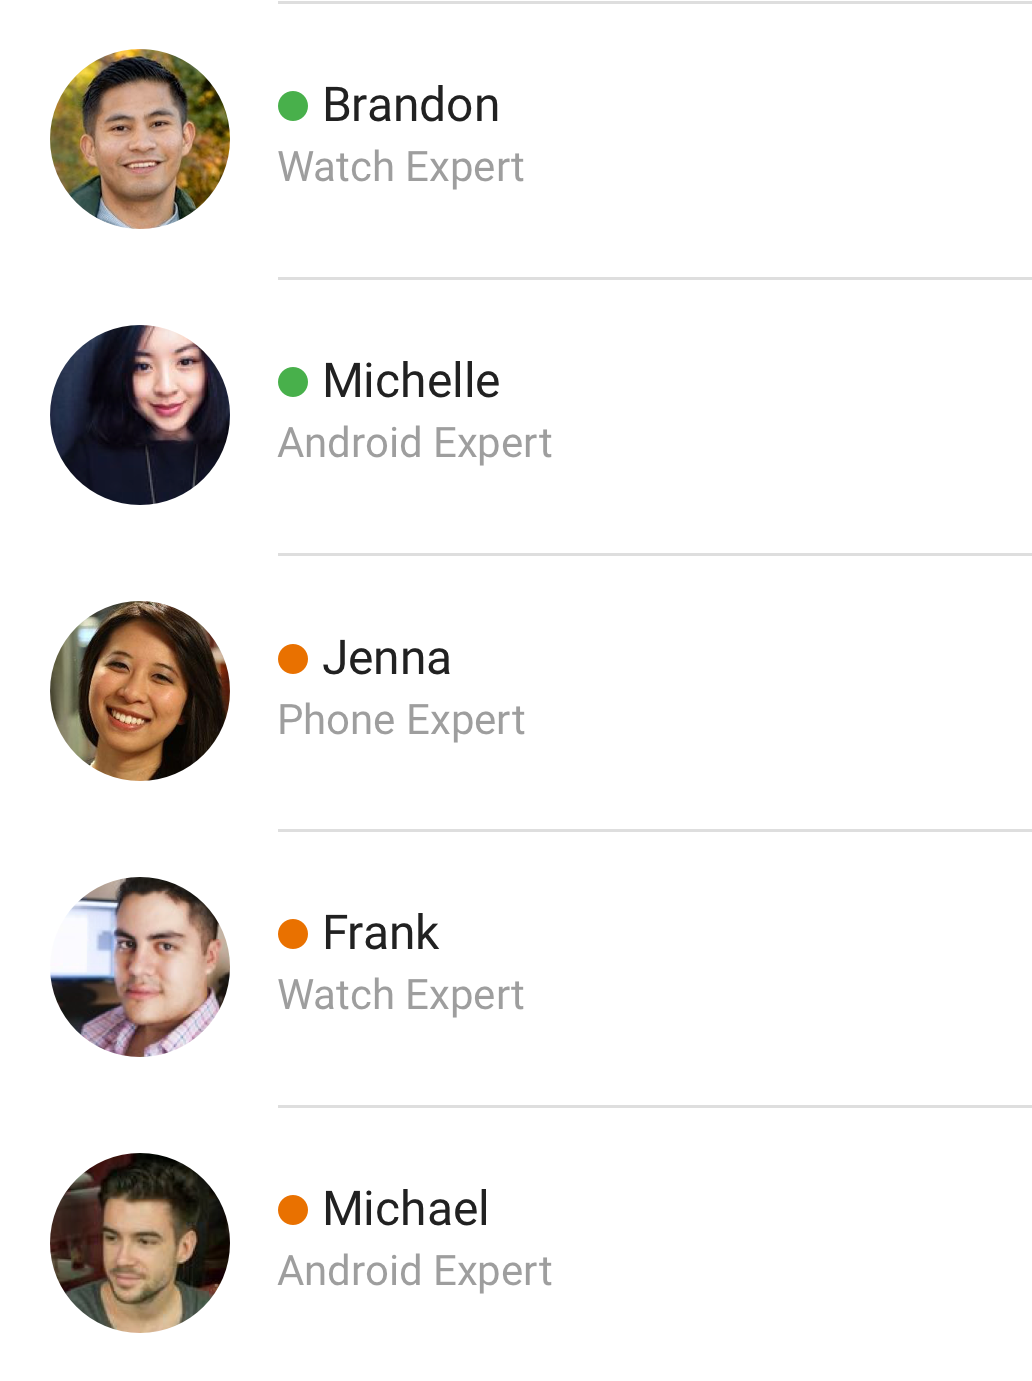 Brandon
Watch Expert
Michelle
Android Expert
Jenna
Phone Expert
Frank
Watch Expert
Michael
Android Expert